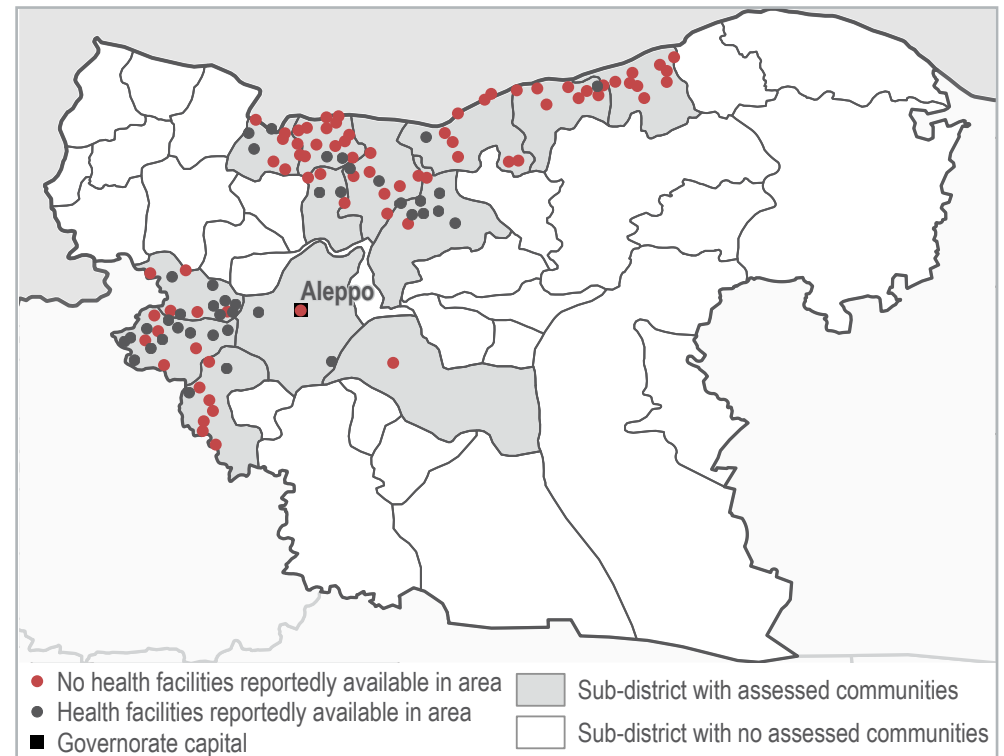 Aleppo
No health facilities reportedly available in area
Health facilities reportedly available in area
Governorate capital
Sub-district with assessed communities
Sub-district with no assessed communities